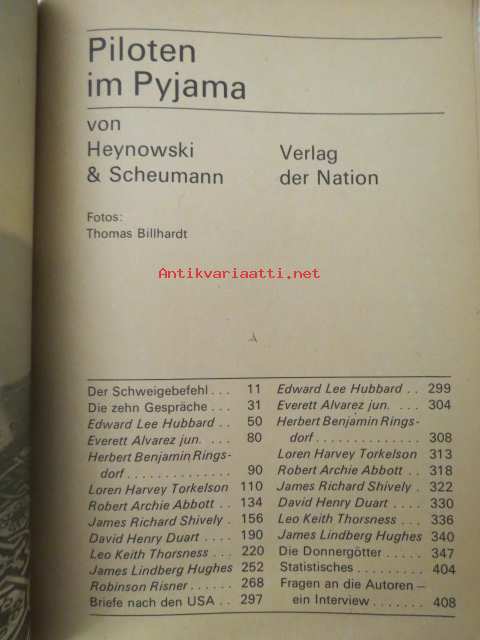 Piloten
im Pyjama
von
Heynowski
& Scheumann
Verlag
der Nation
Fotos:
Thomas Billhardt
Antikvariaatti.net
Der Schweigebefehl . . . 11
Die zehn Gespräche . . . 31
Edward Lee Hubbard . . 50
Everett Alvarez jun. . . . 80
Herbert Benjamin Rings-
dorf . . . . . . . . . . . . . . 90
Loren Harvey Torkelson 110
Robert Archie Abbott . . 134
James Richard Shively . 156
David Henry Duart . . . . 190
Leo Keith Thorsness . . . 220
James Lindberg Hughes 252
Robinson Risner . . . . . . 268
Briefe nach den USA . . 297
Edward Lee Hubbard . . 299
Everett Alvarez jun. . . . 304
Herbert Benjamin Rings-
dorf . . . . . . . . . . . . . . 308
Loren Harvey Torkelson 313
Robert Archie Abbott . . 318
James Richard Shively . 322
David Henry Duart . . . . 330
Leo Keith Thorsness . . . 336
James Lindberg Hughes 340
Die Donnergötter . . . . . 347
Statistisches . . . . . . . . . 404
Fragen an die Autoren —
ein Interview . . . . . . . 408